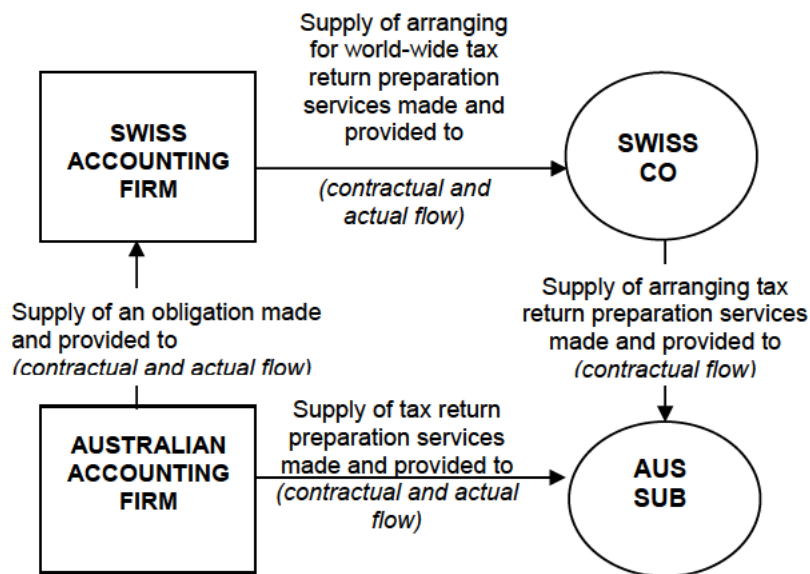 Supply of arranging
for world-wide tax
return preparation
services made and
provided to
SWISS
ACCOUNTING
FIRM
SWISS
CO
(contractual and
actual flow)
Supply of an obligation made
and provided to
(contractual and actual flow)
Supply of arranging tax
return preparation services
made and provided to
(contractual flow)
AUSTRALIAN
ACCOUNTING
FIRM
Supply of tax return
preparation services
made and provided to
(contractual and actual
flow)
AUS
SUB